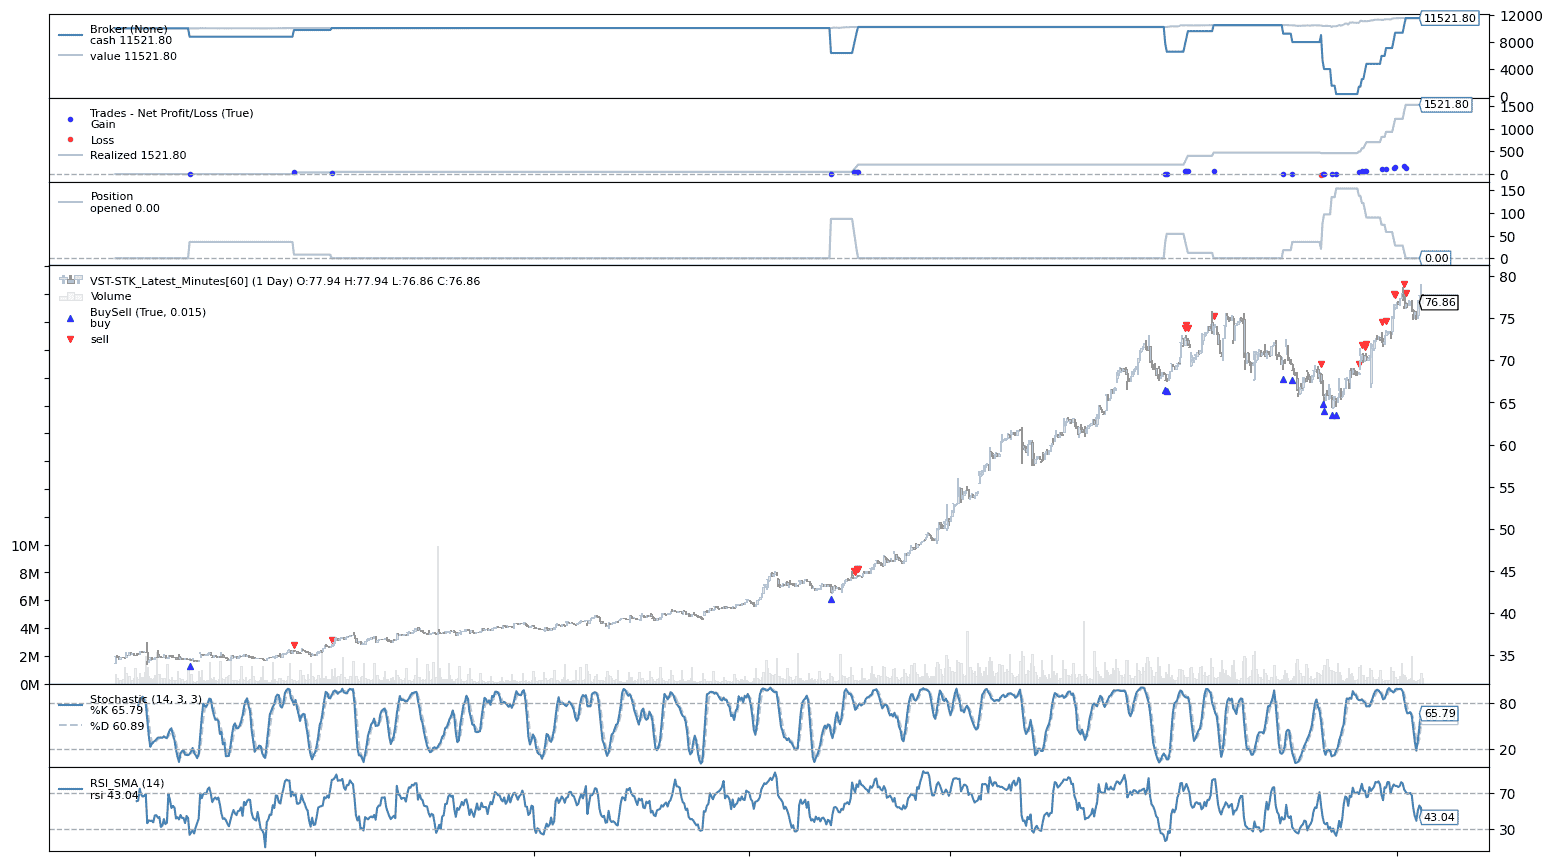 Broker (None)
cash 11521.80
value 11521.80
11521.80
12000
8000
4000
0
Trades - Net Profit/Loss (True)
Gain
Loss
Realized 1521.80
1521.80
1500
1000
500
0
Position
opened 0.00
150
100
50
0
0.00
VST-STK_Latest_Minutes[60] (1 Day) O:77.94 H:77.94 L:76.86 C:76.86
Volume
BuySell (True, 0.015)
buy
sell
80
76.86
75
70
65
60
55
50
45
40
35
10M
8M
6M
4M
2M
0M
Stochastic (14, 3, 3)
%K 65.79
%D 60.89
80
65.79
20
RSI_SMA (14)
rsi 43.04
70
43.04
30